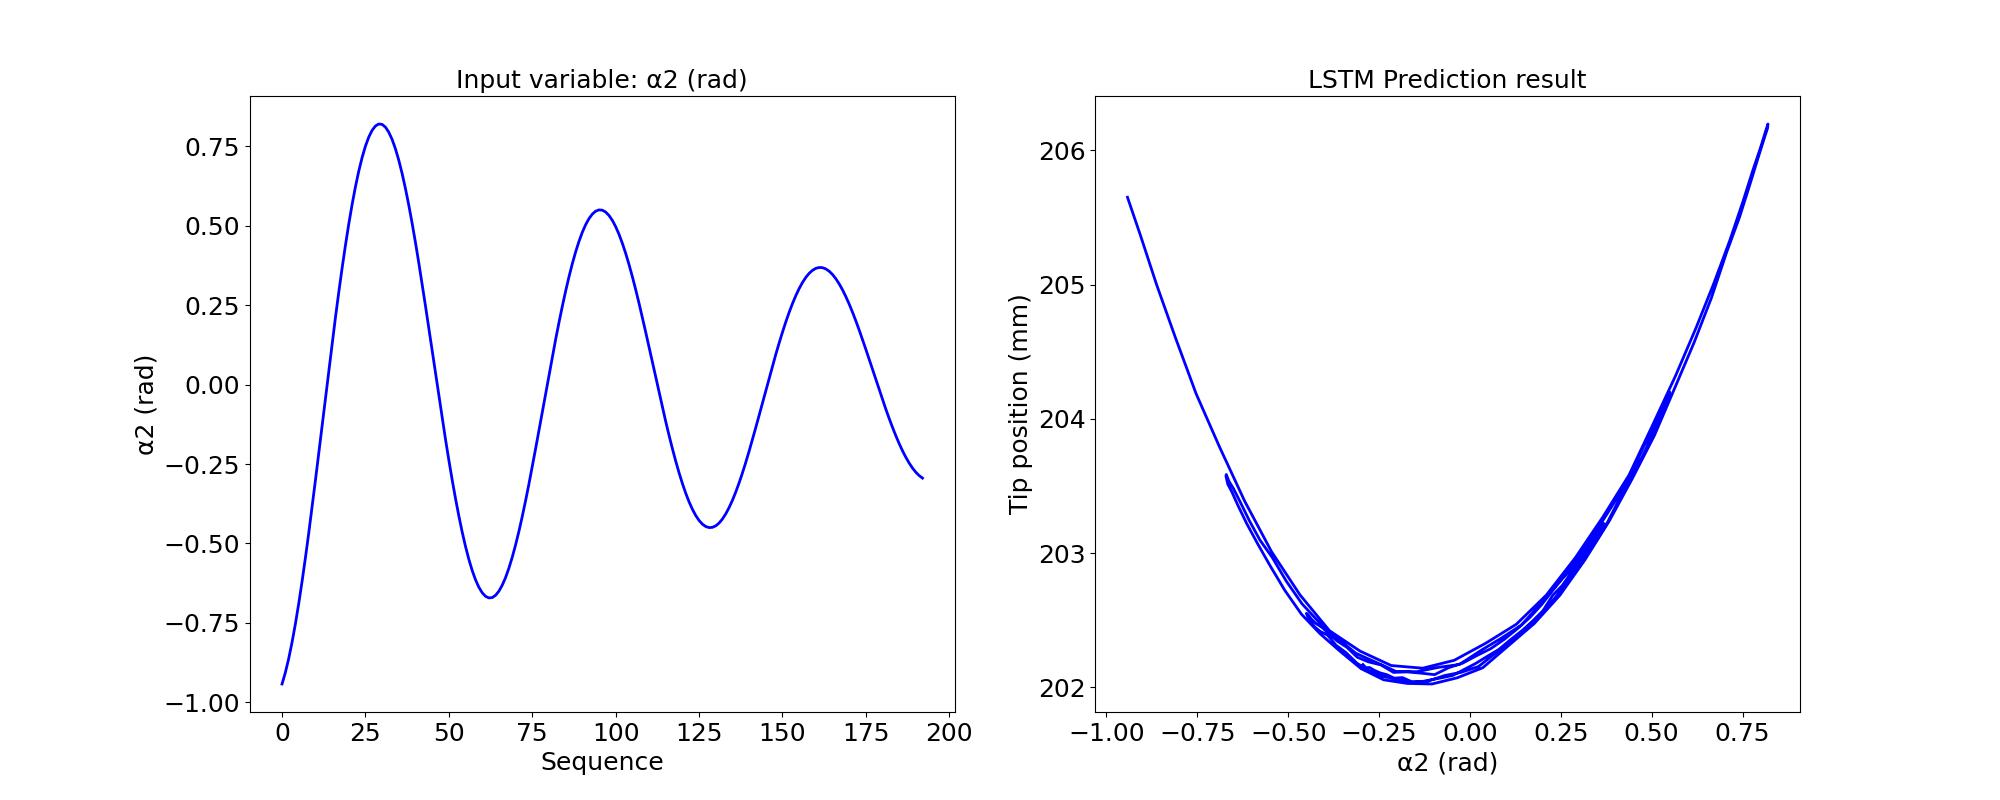 Input variable: α2 (rad)
α2 (rad)
0.75
0.50
0.25
0.00
−0.25
−0.50
−0.75
−1.00
0 25 50 75 100 125 150 175 200
Sequence
LSTM Prediction result
Tip position (mm)
206
205
204
203
202
−1.00 −0.75 −0.50 −0.25 0.00 0.25 0.50 0.75
α2 (rad)